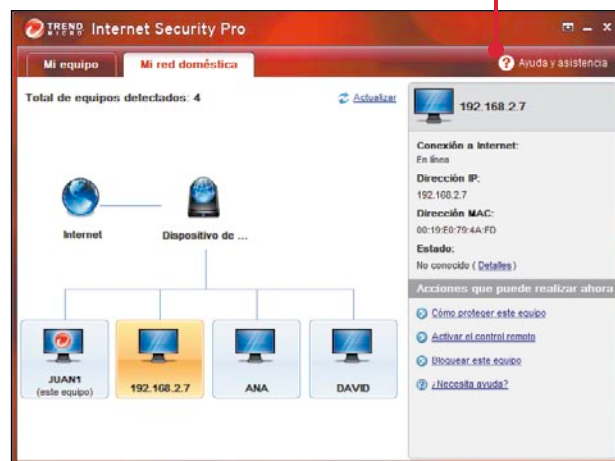 TREND MICRO Internet Security Pro
Mi equipo
Mi red doméstica
Ayuda y asistencia
Total de equipos detectados: 4
Actualizar
Internet
Dispositivo de ...
JUAN1
(este equipo)
192.168.2.7
ANA
DAVID
192.168.2.7
Conexión a Internet:
En línea
Dirección IP:
192.168.2.7
Dirección MAC:
00:19:E0:79:4A:FD
Estado:
No conocido ( Detalles )
Acciones que puede realizar ahora
Cómo proteger este equipo
Activar el control remoto
Bloquear este equipo
¿Necesita ayuda?